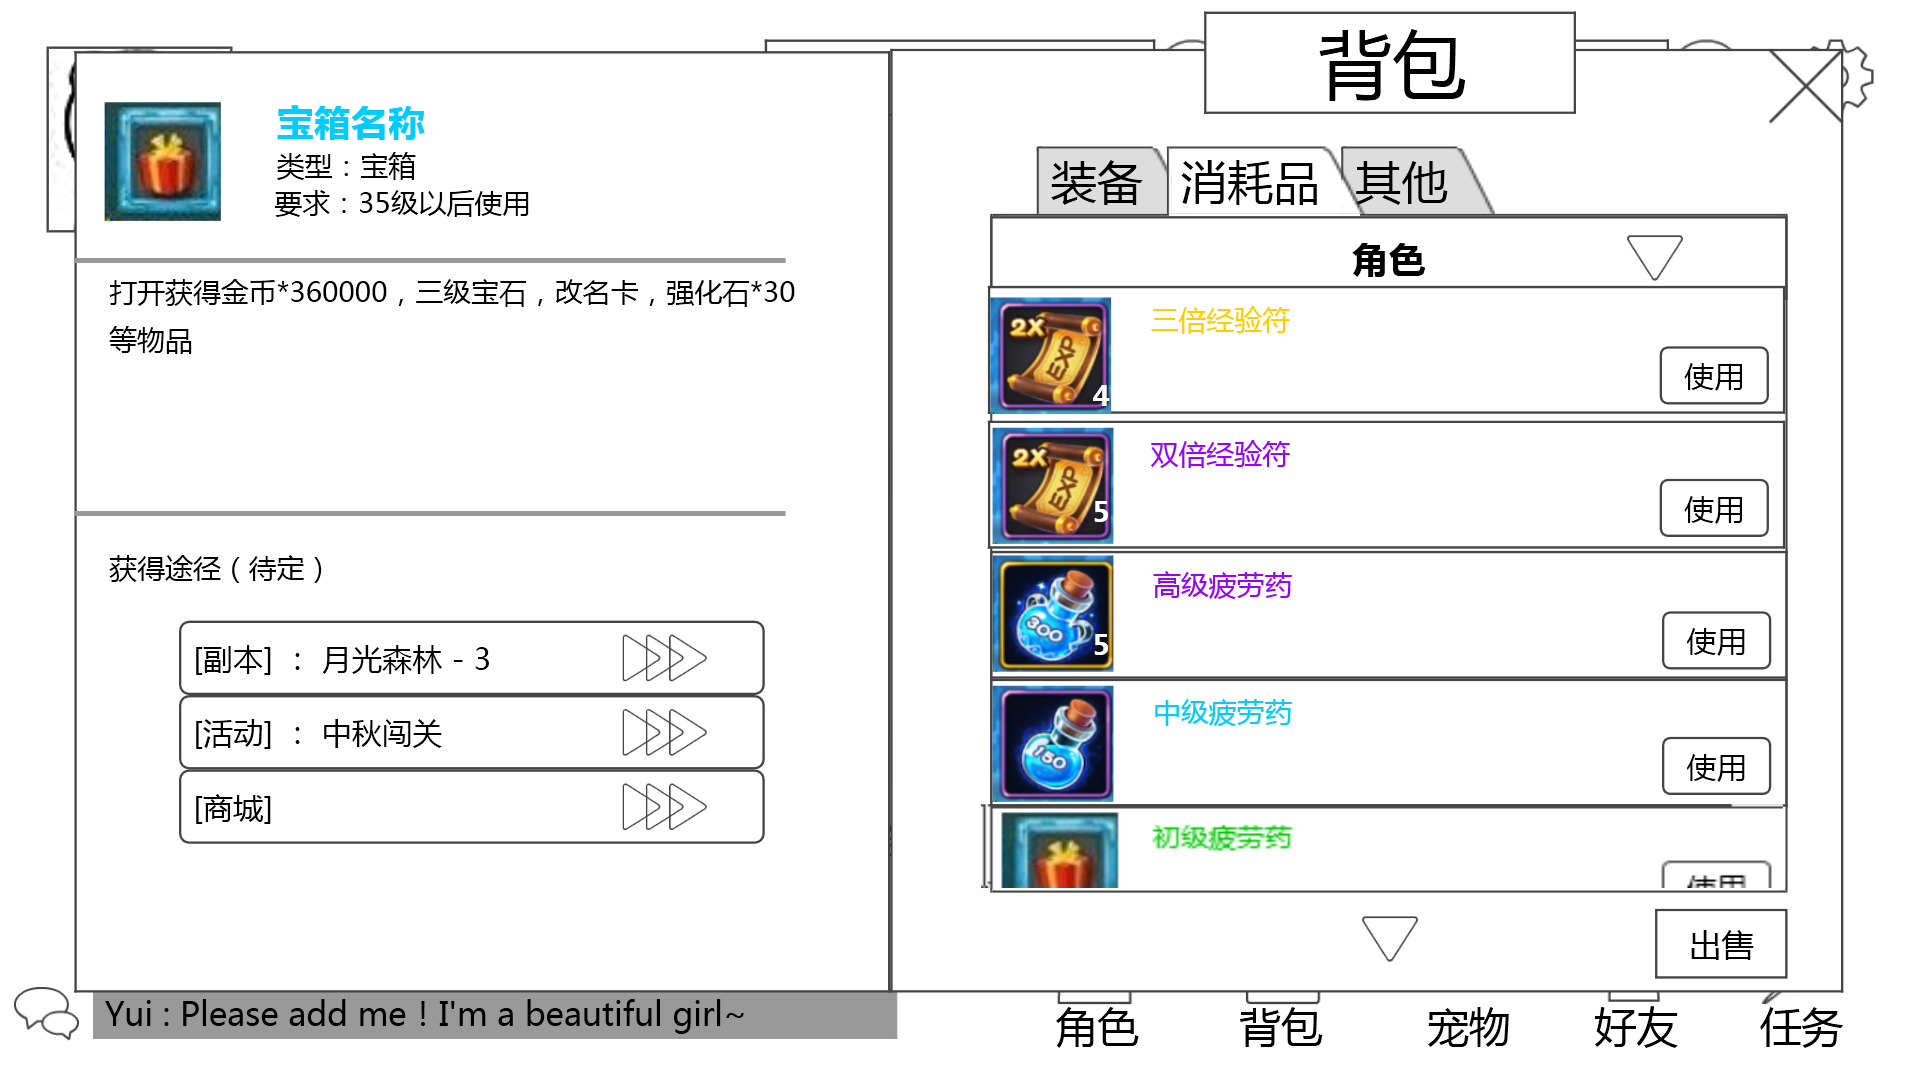 背包
宝箱名称
类型：宝箱
要求：35级以后使用
打开获得金币*360000，三级宝石，改名卡，强化石*30
等物品
获得途径（待定）
[副本] ： 月光森林 - 3
[活动] ： 中秋闯关
[商城]
装备 消耗品 其他
角色
2X EXP 4
三倍经验符
使用
2X EXP 5
双倍经验符
使用
300 5
高级疲劳药
使用
150
中级疲劳药
使用
初级疲劳药
使用
出售
Yui : Please add me ! I'm a beautiful girl~
角色 背包 宠物 好友 任务